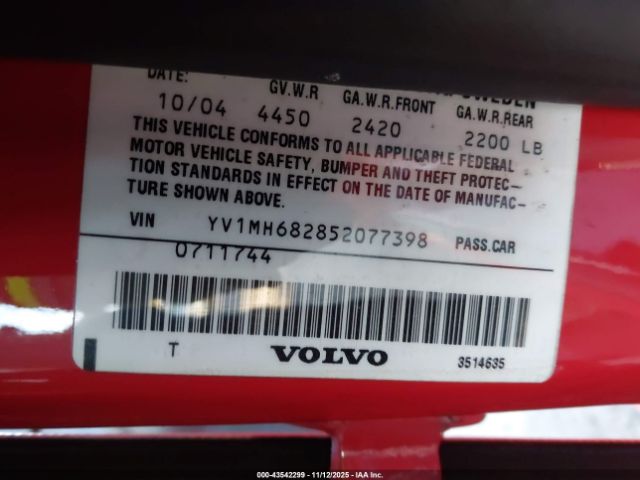 DATE: G.V.W.R GA.W.R.FRONT GA.W.R.REAR
10/04 4450 2420 2200 LB
THIS VEHICLE CONFORMS TO ALL APPLICABLE FEDERAL
MOTOR VEHICLE SAFETY, BUMPER AND THEFT PROTEC-
TION STANDARDS IN EFFECT ON THE DATE OF MANUFAC-
TURE SHOWN ABOVE.
VIN YV1MH682852077398 PASS.CAR
0711744
T VOLVO 3514635
000-43542299 - 11/12/2025 - IAA Inc.